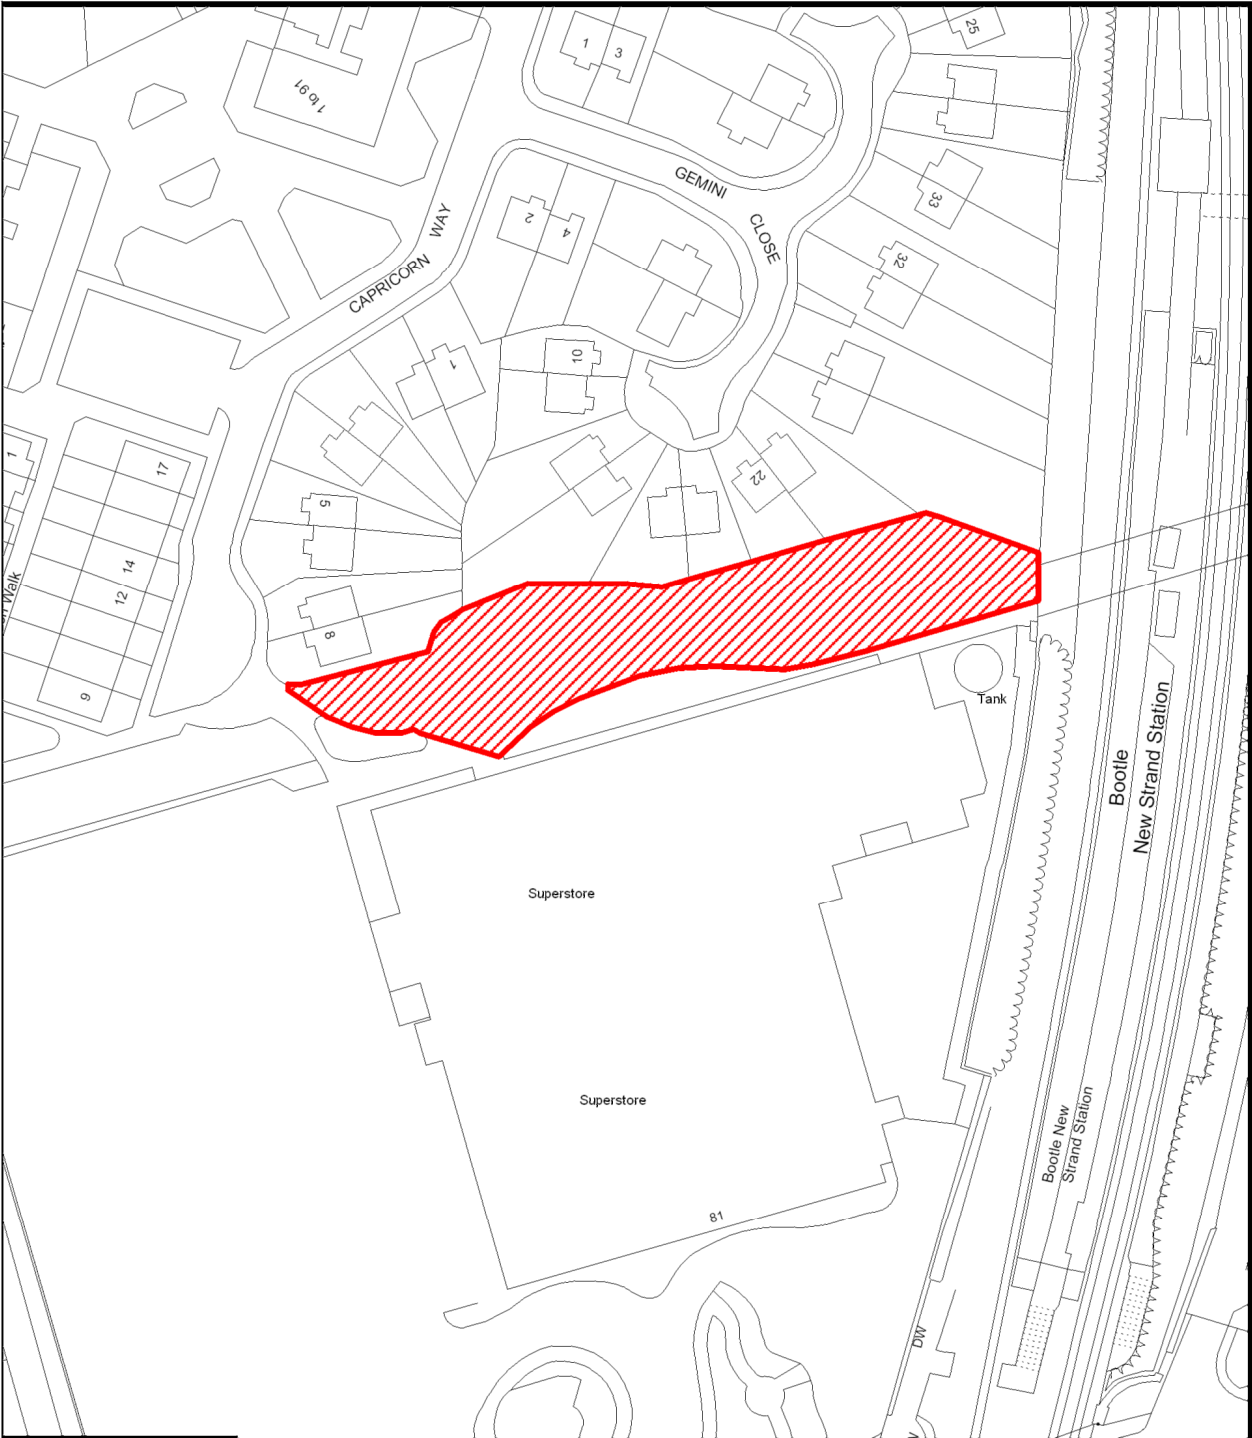 25
1
3
1 to 91
GEMINI
33
WAY
2
4
CLOSE
32
CAPRICORN
10
1
1
17
22
5
14
12
Walk
8
9
Tank
Bootle
New Strand Station
Superstore
Superstore
Bootle New
Strand Station
81
DW